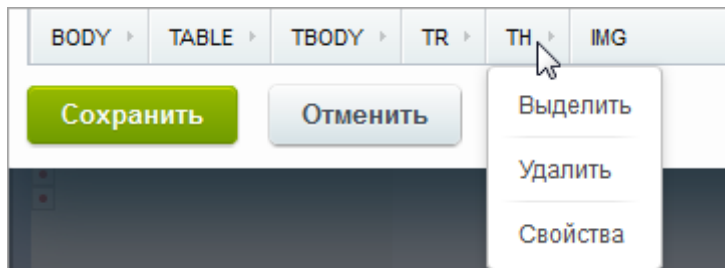 BODY TABLE TBODY TR TH IMG
Сохранить Отменить
Выделить
Удалить
Свойства